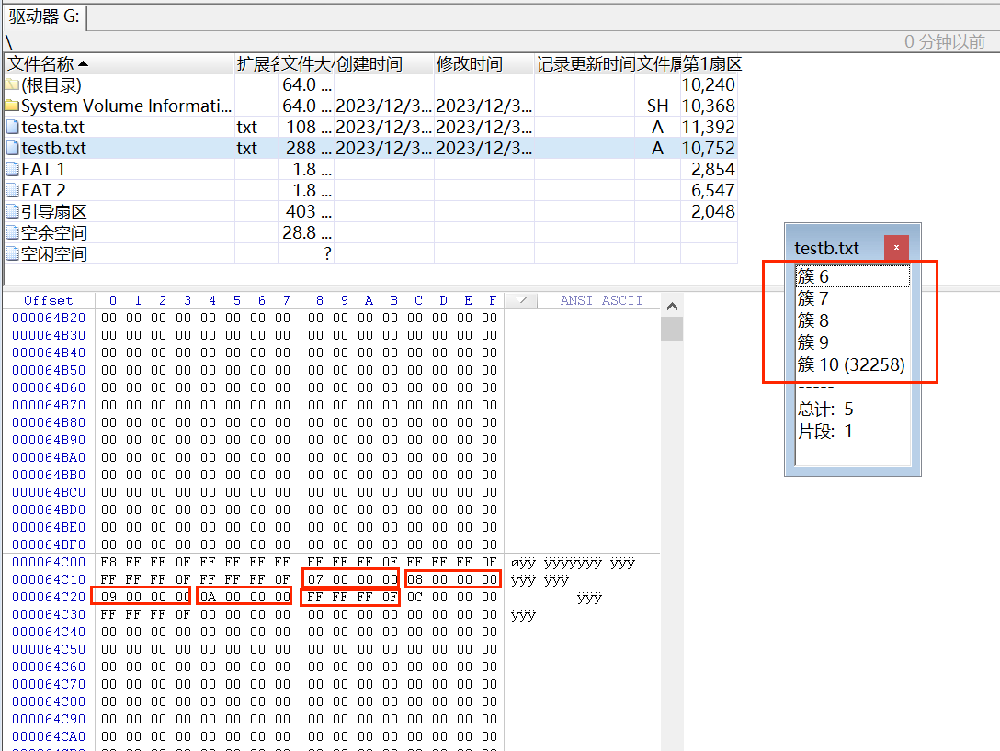 驱动器 G:
\ 0 分钟以前
文件名称 扩展名 文件大小 创建时间 修改时间 记录更新时间 文件属 第1扇区
(根目录) 64.0 ... 10,240
System Volume Informati... 64.0 ... 2023/12/3... 2023/12/3... SH 10,368
testa.txt txt 108 ... 2023/12/3... 2023/12/3... A 11,392
testb.txt txt 288 ... 2023/12/3... 2023/12/3... A 10,752
FAT 1 1.8 ... 2,854
FAT 2 1.8 ... 6,547
引导扇区 403 ... 2,048
空余空间 28.8 ...
空闲空间 ?
testb.txt x
簇 6
簇 7
簇 8
簇 9
簇 10 (32258)
-----
总计: 5
片段: 1
Offset 0 1 2 3 4 5 6 7 8 9 A B C D E F ANSI ASCII
000064B20 00 00 00 00 00 00 00 00 00 00 00 00 00 00 00 00
000064B30 00 00 00 00 00 00 00 00 00 00 00 00 00 00 00 00
000064B40 00 00 00 00 00 00 00 00 00 00 00 00 00 00 00 00
000064B50 00 00 00 00 00 00 00 00 00 00 00 00 00 00 00 00
000064B60 00 00 00 00 00 00 00 00 00 00 00 00 00 00 00 00
000064B70 00 00 00 00 00 00 00 00 00 00 00 00 00 00 00 00
000064B80 00 00 00 00 00 00 00 00 00 00 00 00 00 00 00 00
000064B90 00 00 00 00 00 00 00 00 00 00 00 00 00 00 00 00
000064BA0 00 00 00 00 00 00 00 00 00 00 00 00 00 00 00 00
000064BB0 00 00 00 00 00 00 00 00 00 00 00 00 00 00 00 00
000064BC0 00 00 00 00 00 00 00 00 00 00 00 00 00 00 00 00
000064BD0 00 00 00 00 00 00 00 00 00 00 00 00 00 00 00 00
000064BE0 00 00 00 00 00 00 00 00 00 00 00 00 00 00 00 00
000064BF0 00 00 00 00 00 00 00 00 00 00 00 00 00 00 00 00
000064C00 F8 FF FF 0F FF FF FF FF FF FF FF 0F FF FF FF 0F øÿÿ ÿÿÿÿÿÿÿ ÿÿÿ
000064C10 FF FF FF 0F FF FF FF 0F 07 00 00 00 08 00 00 00 ÿÿÿ ÿÿÿ
000064C20 09 00 00 00 0A 00 00 00 FF FF FF 0F 0C 00 00 00 ÿÿÿ
000064C30 FF FF FF 0F 00 00 00 00 00 00 00 00 00 00 00 00 ÿÿÿ
000064C40 00 00 00 00 00 00 00 00 00 00 00 00 00 00 00 00
000064C50 00 00 00 00 00 00 00 00 00 00 00 00 00 00 00 00
000064C60 00 00 00 00 00 00 00 00 00 00 00 00 00 00 00 00
000064C70 00 00 00 00 00 00 00 00 00 00 00 00 00 00 00 00
000064C80 00 00 00 00 00 00 00 00 00 00 00 00 00 00 00 00
000064C90 00 00 00 00 00 00 00 00 00 00 00 00 00 00 00 00
000064CA0 00 00 00 00 00 00 00 00 00 00 00 00 00 00 00 00